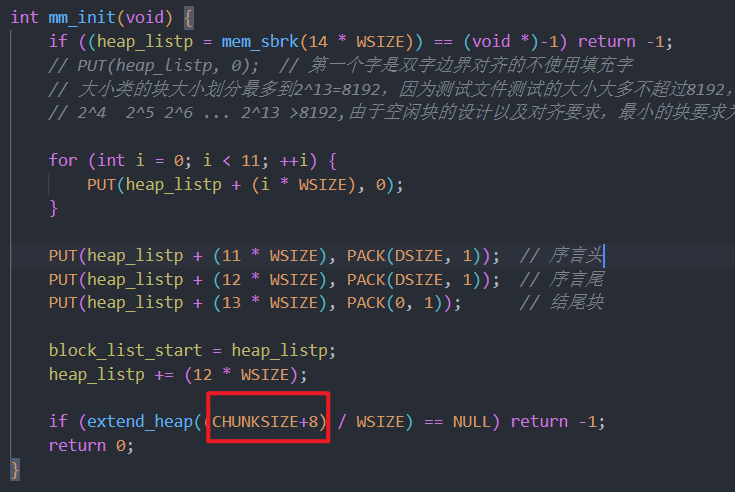 int mm_init(void) {
if ((heap_listp = mem_sbrk(14 * WSIZE)) == (void *)-1) return -1;
// PUT(heap_listp, 0);  // 第一个字是双字边界对齐的不使用填充字
// 大小类的块大小划分最多到2^13=8192，因为测试文件测试的大小大多不超过8192，
// 2^4  2^5 2^6 ... 2^13 >8192,由于空闲块的设计以及对齐要求，最小的块要求
for (int i = 0; i < 11; ++i) {
PUT(heap_listp + (i * WSIZE), 0);
}
PUT(heap_listp + (11 * WSIZE), PACK(DSIZE, 1));  // 序言头
PUT(heap_listp + (12 * WSIZE), PACK(DSIZE, 1));  // 序言尾
PUT(heap_listp + (13 * WSIZE), PACK(0, 1));      // 结尾块
block_list_start = heap_listp;
heap_listp += (12 * WSIZE);
if (extend_heap((CHUNKSIZE+8) / WSIZE) == NULL) return -1;
return 0;
}